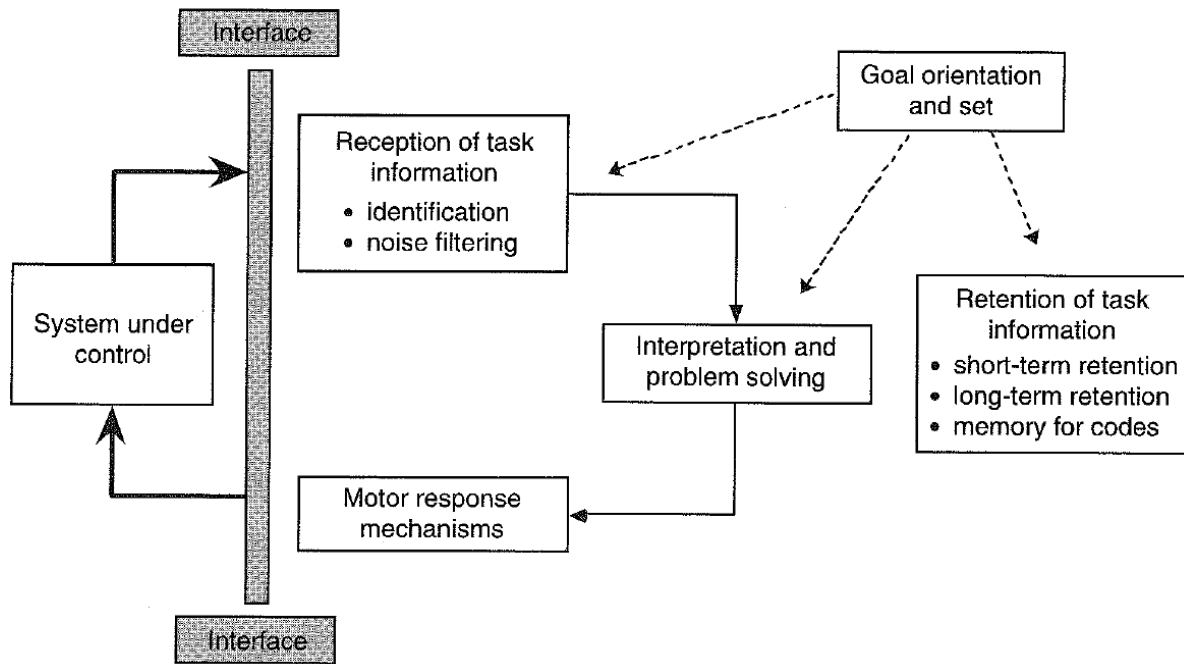 Interface
Goal orientation
and set
Reception of task
information
• identification
• noise filtering
System under
control
Interpretation and
problem solving
Retention of task
information
• short-term retention
• long-term retention
• memory for codes
Motor response
mechanisms
Interface